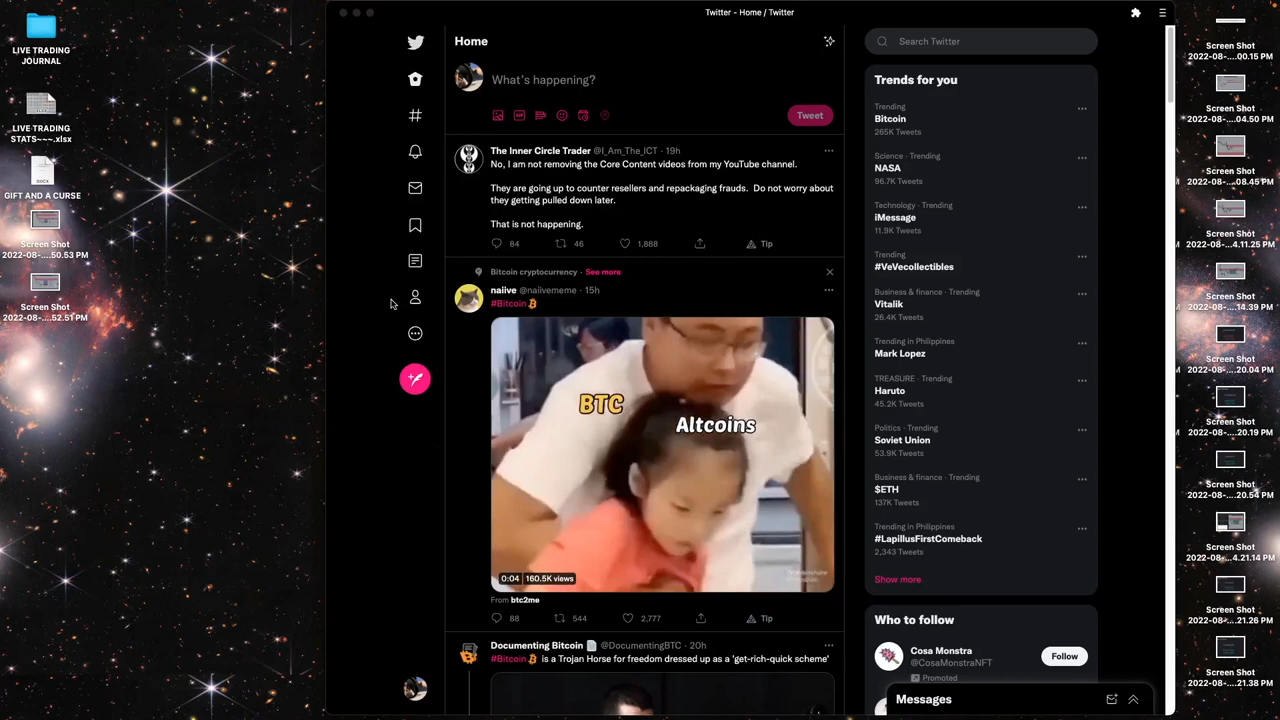 Twitter - Home / Twitter
LIVE TRADING
JOURNAL
LIVE TRADING
STATS~~~.xlsx
GIFT AND A CURSE
Screen Shot
2022-08-....50.53 PM
Screen Shot
2022-08-....52.51 PM
Home
What's happening?
GIF
Tweet
The Inner Circle Trader @I_Am_The_ICT · 19h
No, I am not removing the Core Content videos from my YouTube channel.
They are going up to counter resellers and repackaging frauds. Do not worry about
they getting pulled down later.
That is not happening.
84 46 1,888 Tip
Bitcoin cryptocurrency · See more
naiive @naiivememe · 15h
#Bitcoin
BTC
Altcoins
0:04 160.5K views
From btc2me
88 544 2,777 Tip
Documenting Bitcoin @DocumentingBTC · 20h
#Bitcoin is a Trojan Horse for freedom dressed up as a 'get-rich-quick scheme'
Search Twitter
Trends for you
Trending
Bitcoin
265K Tweets
Science · Trending
NASA
96.7K Tweets
Technology · Trending
iMessage
11.9K Tweets
Trending
#VeVecollectibles
Business & finance · Trending
Vitalik
26.4K Tweets
Trending in Philippines
Mark Lopez
TREASURE · Trending
Haruto
45.2K Tweets
Politics · Trending
Soviet Union
53.9K Tweets
Business & finance · Trending
$ETH
137K Tweets
Trending in Philippines
#LapillusFirstComeback
2,343 Tweets
Show more
Who to follow
Cosa Monstra
@CosaMonstraNFT
Follow
Promoted
Messages
Screen Shot
2022-08-....00.15 PM
Screen Shot
2022-08-....04.50 PM
Screen Shot
2022-08-....08.45 PM
Screen Shot
2022-08-...4.11.25 PM
Screen Shot
2022-08-....14.39 PM
Screen Shot
2022-08-....20.04 PM
Screen Shot
2022-08-....20.19 PM
Screen Shot
2022-08-....20.54 PM
Screen Shot
2022-08-...4.21.14 PM
Screen Shot
2022-08-....21.26 PM
Screen Shot
2022-08-....21.38 PM